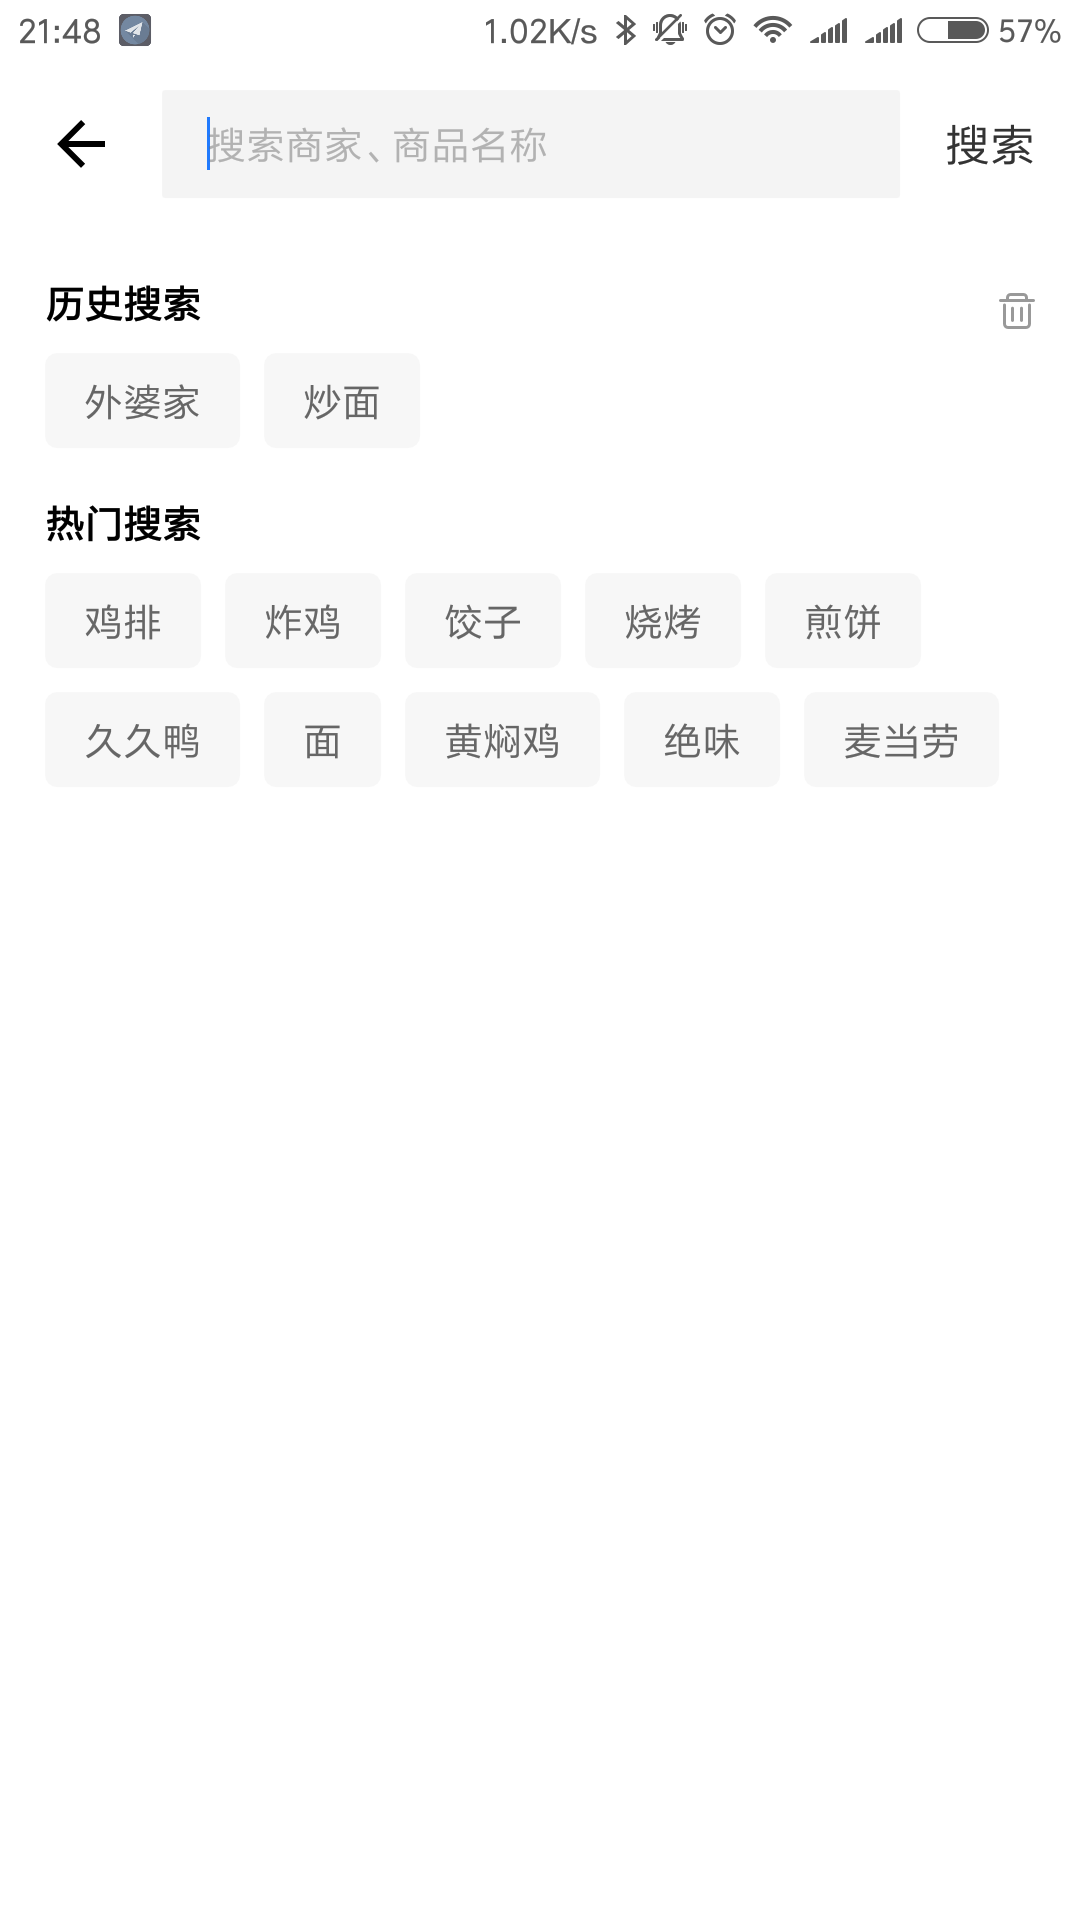 21:48 1.02K/s 57%
搜索商家、商品名称 搜索
历史搜索
外婆家 炒面
热门搜索
鸡排 炸鸡 饺子 烧烤 煎饼
久久鸭 面 黄焖鸡 绝味 麦当劳